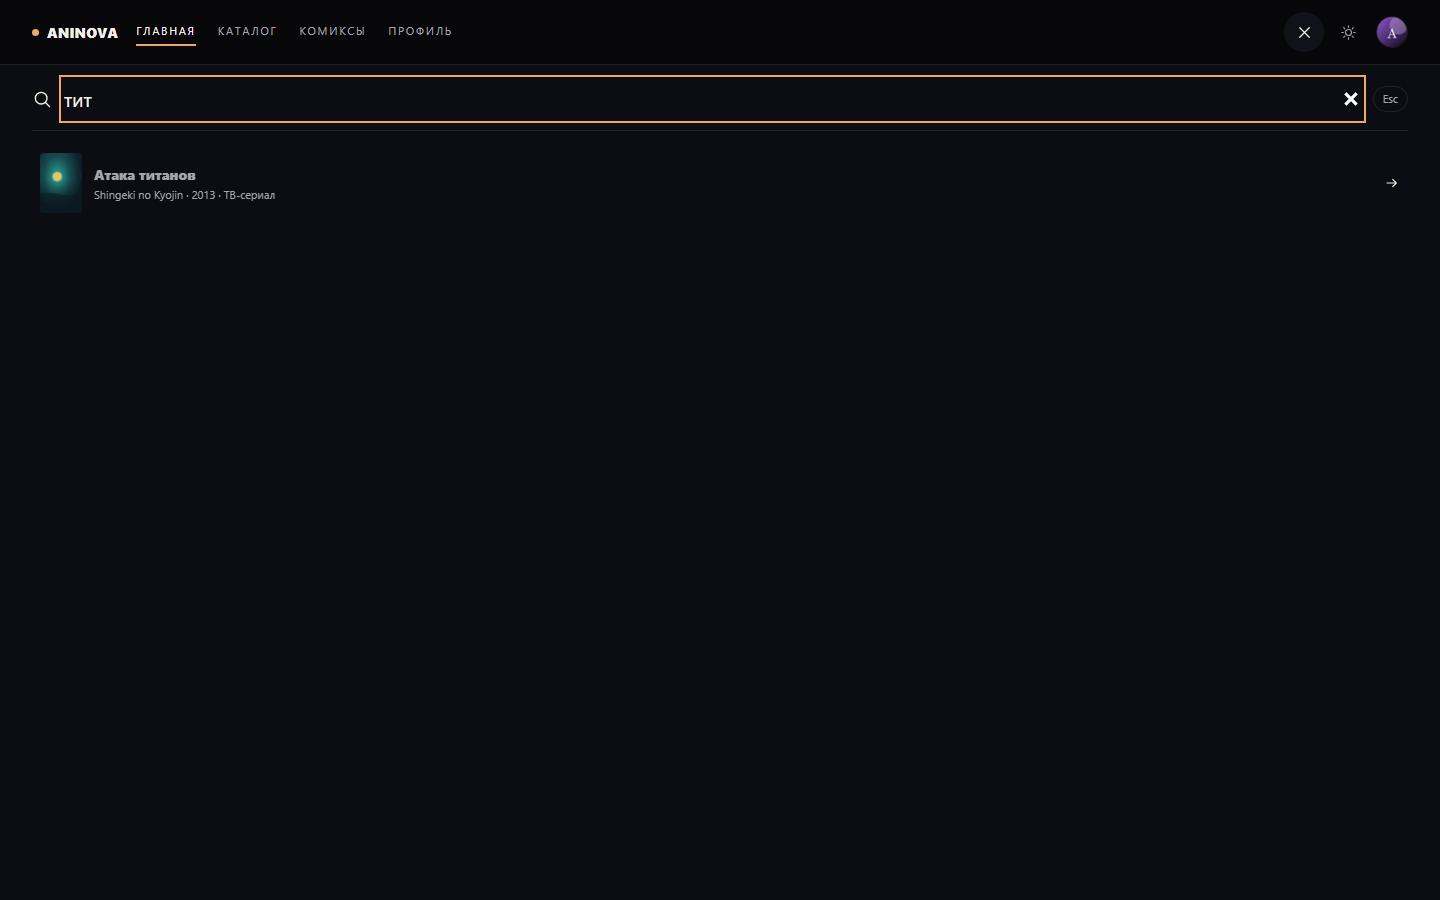 ANINOVA ГЛАВНАЯ КАТАЛОГ КОМИКСЫ ПРОФИЛЬ A
тит Esc
Атака титанов
Shingeki no Kyojin · 2013 · ТВ-сериал